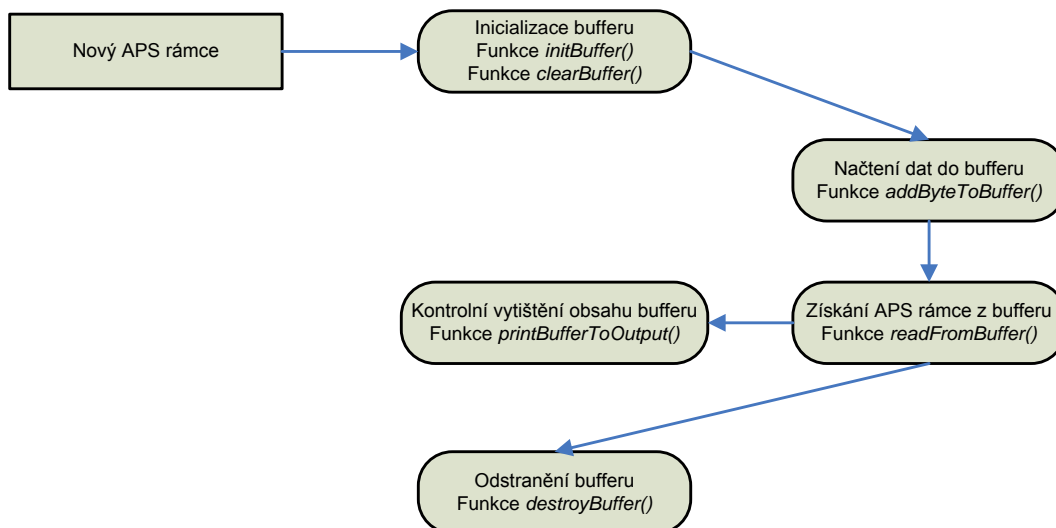 Nový APS rámce
Inicializace bufferu
Funkce initBuffer()
Funkce clearBuffer()
Načtení dat do bufferu
Funkce addByteToBuffer()
Získání APS rámce z bufferu
Funkce readFromBuffer()
Kontrolní vytištění obsahu bufferu
Funkce printBufferToOutput()
Odstranění bufferu
Funkce destroyBuffer()